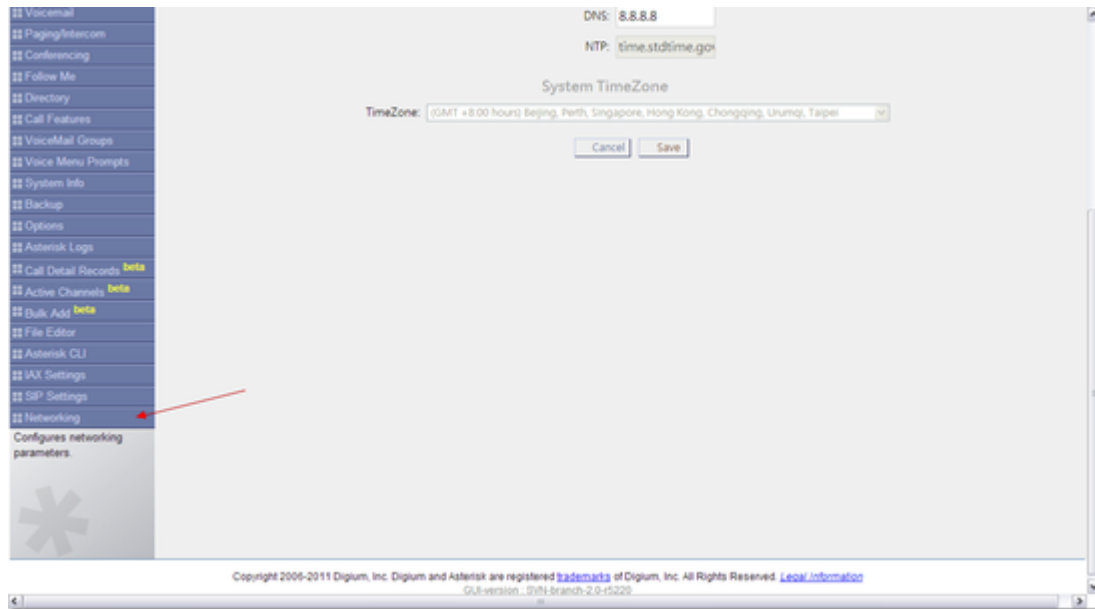 Voicemail
Paging/Intercom
Conferencing
Follow Me
Directory
Call Features
VoiceMail Groups
Voice Menu Prompts
System Info
Backup
Options
Asterisk Logs
Call Detail Records beta
Active Channels beta
Bulk Add beta
File Editor
Asterisk CLI
IAX Settings
SIP Settings
Networking
Configures networking
parameters.
DNS: 8.8.8.8
NTP: time.stdtime.gov
System TimeZone
TimeZone: (GMT +8:00 hours) Beijing, Perth, Singapore, Hong Kong, Chongqing, Urumqi, Taipei
Cancel Save
Copyright 2006-2011 Digium, Inc. Digium and Asterisk are registered trademarks of Digium, Inc. All Rights Reserved. Legal Information
GUI-version : SVN-branch-2.0-r5220